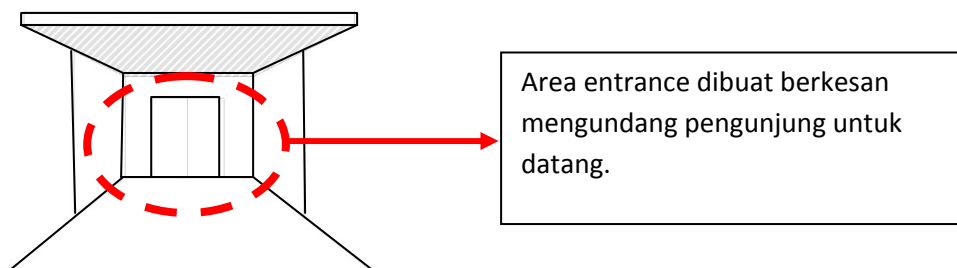 Area entrance dibuat berkesan
mengundang pengunjung untuk
datang.